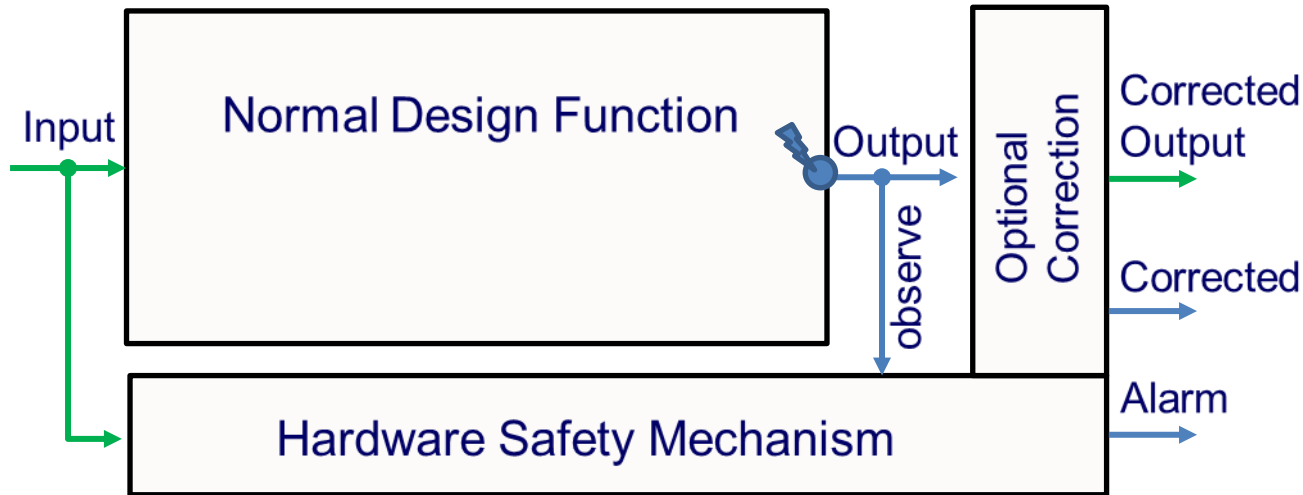 Input
Normal Design Function
Output
observe
Optional
Correction
Corrected
Output
Corrected
Alarm
Hardware Safety Mechanism